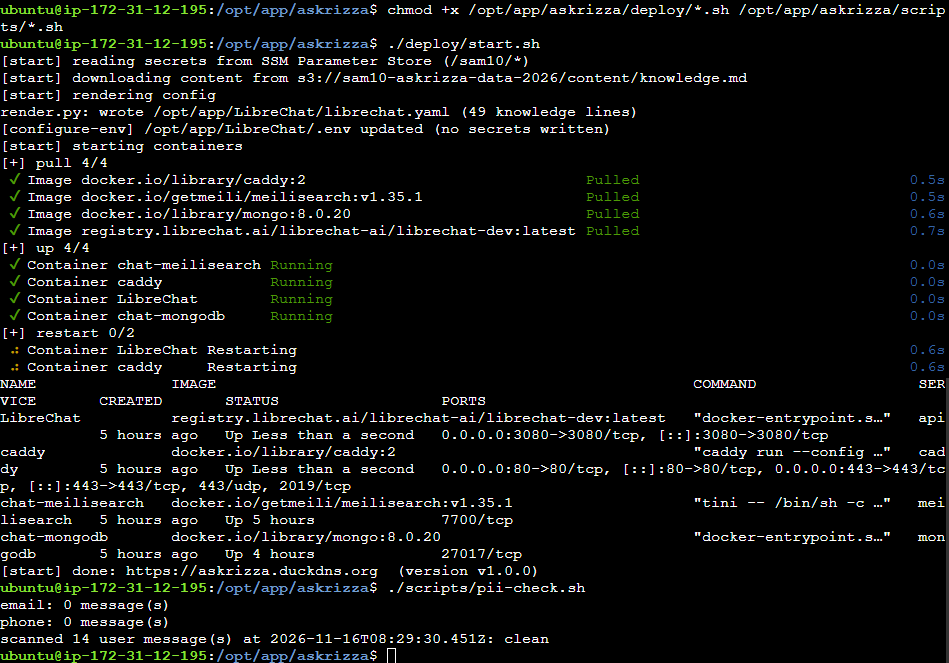 ubuntu@ip-172-31-12-195:/opt/app/askrizza$ chmod +x /opt/app/askrizza/deploy/*.sh /opt/app/askrizza/scrip
ts/*.sh
ubuntu@ip-172-31-12-195:/opt/app/askrizza$ ./deploy/start.sh
[start] reading secrets from SSM Parameter Store (/sam10/*)
[start] downloading content from s3://sam10-askrizza-data-2026/content/knowledge.md
[start] rendering config
render.py: wrote /opt/app/LibreChat/librechat.yaml (49 knowledge lines)
[configure-env] /opt/app/LibreChat/.env updated (no secrets written)
[start] starting containers
[+] pull 4/4
✓ Image docker.io/library/caddy:2 Pulled 0.5s
✓ Image docker.io/getmeili/meilisearch:v1.35.1 Pulled 0.5s
✓ Image docker.io/library/mongo:8.0.20 Pulled 0.6s
✓ Image registry.librechat.ai/librechat-ai/librechat-dev:latest Pulled 0.7s
[+] up 4/4
✓ Container chat-meilisearch Running 0.0s
✓ Container caddy Running 0.0s
✓ Container LibreChat Running 0.0s
✓ Container chat-mongodb Running 0.0s
[+] restart 0/2
⠴ Container LibreChat Restarting 0.6s
⠴ Container caddy Restarting 0.6s
NAME IMAGE COMMAND SER
VICE CREATED STATUS PORTS
LibreChat registry.librechat.ai/librechat-ai/librechat-dev:latest "docker-entrypoint.s…" api
5 hours ago Up Less than a second 0.0.0.0:3080->3080/tcp, [::]:3080->3080/tcp
caddy docker.io/library/caddy:2 "caddy run --config …" cad
dy 5 hours ago Up Less than a second 0.0.0.0:80->80/tcp, [::]:80->80/tcp, 0.0.0.0:443->443/tc
p, [::]:443->443/tcp, 443/udp, 2019/tcp
chat-meilisearch docker.io/getmeili/meilisearch:v1.35.1 "tini -- /bin/sh -c …" mei
lisearch 5 hours ago Up 5 hours 7700/tcp
chat-mongodb docker.io/library/mongo:8.0.20 "docker-entrypoint.s…" mon
godb 5 hours ago Up 4 hours 27017/tcp
[start] done: https://askrizza.duckdns.org (version v1.0.0)
ubuntu@ip-172-31-12-195:/opt/app/askrizza$ ./scripts/pii-check.sh
email: 0 message(s)
phone: 0 message(s)
scanned 14 user message(s) at 2026-11-16T08:29:30.451Z: clean
ubuntu@ip-172-31-12-195:/opt/app/askrizza$